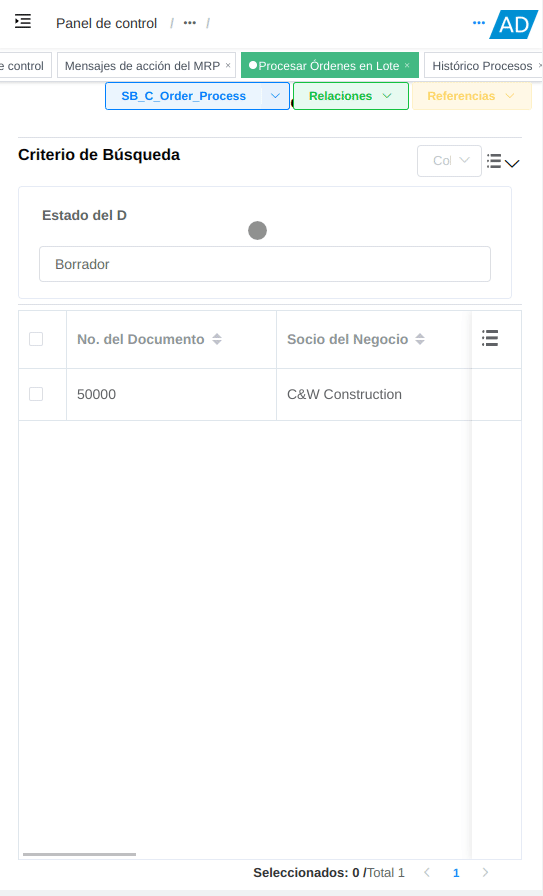 Panel de control / ••• / ••• AD
e control Mensajes de acción del MRP × Procesar Órdenes en Lote × Histórico Procesos ×
SB_C_Order_Process Relaciones Referencias
Criterio de Búsqueda
Col
Estado del D
Borrador
No. del Documento Socio del Negocio
50000 C&W Construction
Seleccionados: 0 /Total 1 1